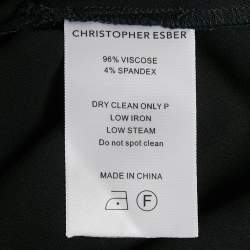 CHRISTOPHER ESBER
96% VISCOSE
4% SPANDEX
DRY CLEAN ONLY P
LOW IRON
LOW STEAM
Do not spot clean
MADE IN CHINA
F